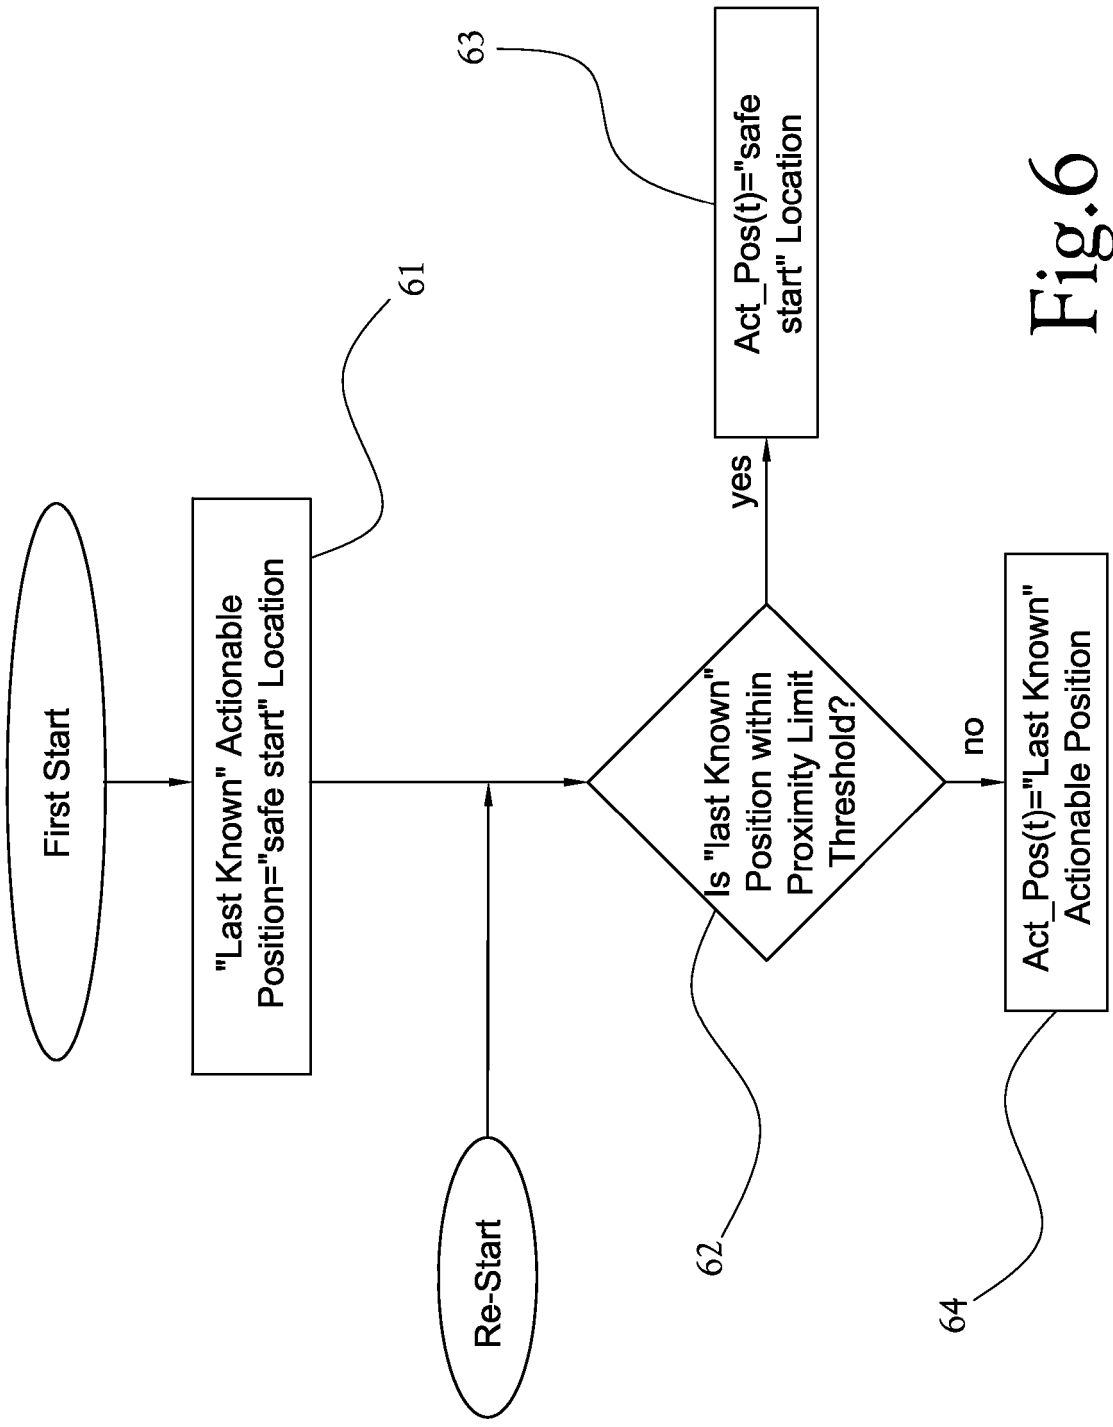 First Start
"Last Known" Actionable
Position="safe start" Location
61
Re-Start
Is "last Known"
Position within
Proximity Limit
Threshold?
62
yes
Act_Pos(t)="safe
start" Location
63
no
Act_Pos(t)="Last Known"
Actionable Position
64
Fig.6